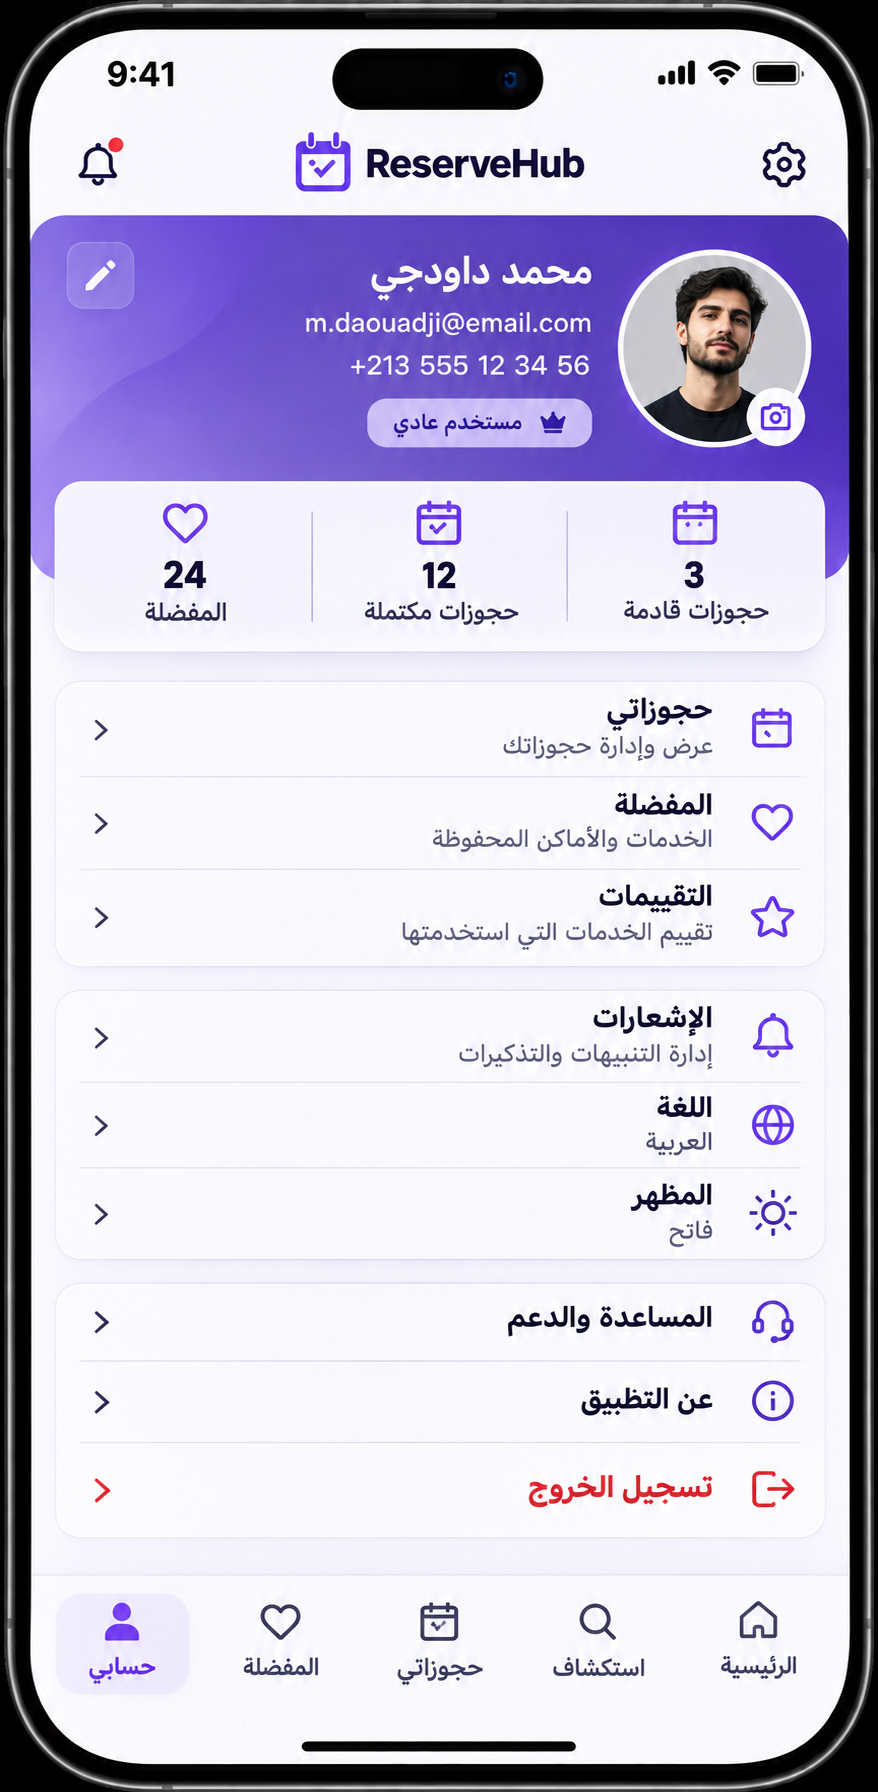 9:41
ReserveHub
محمد داودجي
m.daouadji@email.com
+213 555 12 34 56
مستخدم عادي
3
حجوزات قادمة
12
حجوزات مكتملة
24
المفضلة
حجوزاتي
عرض وإدارة حجوزاتك
المفضلة
الخدمات والأماكن المحفوظة
التقييمات
تقييم الخدمات التي استخدمتها
الإشعارات
إدارة التنبيهات والتذكيرات
اللغة
العربية
المظهر
فاتح
المساعدة والدعم
عن التظبيق
تسجيل الخروج
الرئيسية
استكشاف
حجوزاتي
المفضلة
حسابي